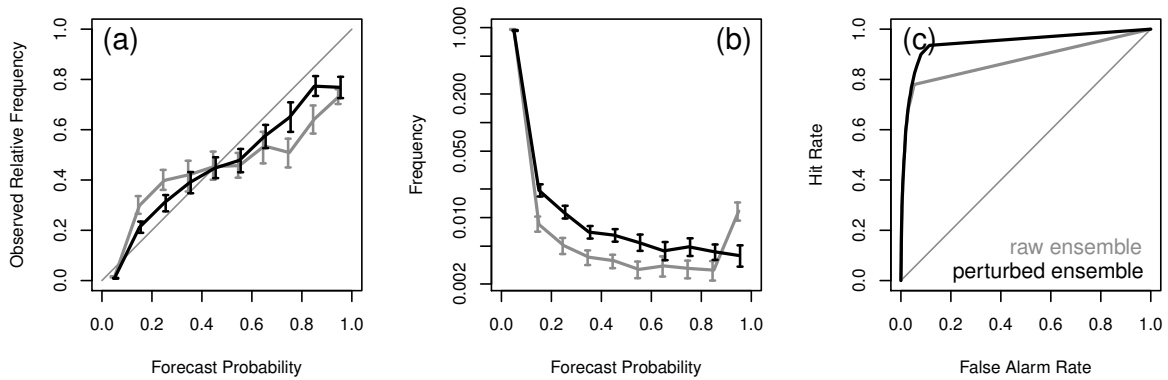 (a)
Observed Relative Frequency
1.0
0.8
0.6
0.4
0.2
0.0
0.0 0.2 0.4 0.6 0.8 1.0
Forecast Probability
(b)
Frequency
1.000
0.200
0.050
0.010
0.002
0.0 0.2 0.4 0.6 0.8 1.0
Forecast Probability
(c)
Hit Rate
1.0
0.8
0.6
0.4
0.2
0.0
raw ensemble
perturbed ensemble
0.0 0.2 0.4 0.6 0.8 1.0
False Alarm Rate